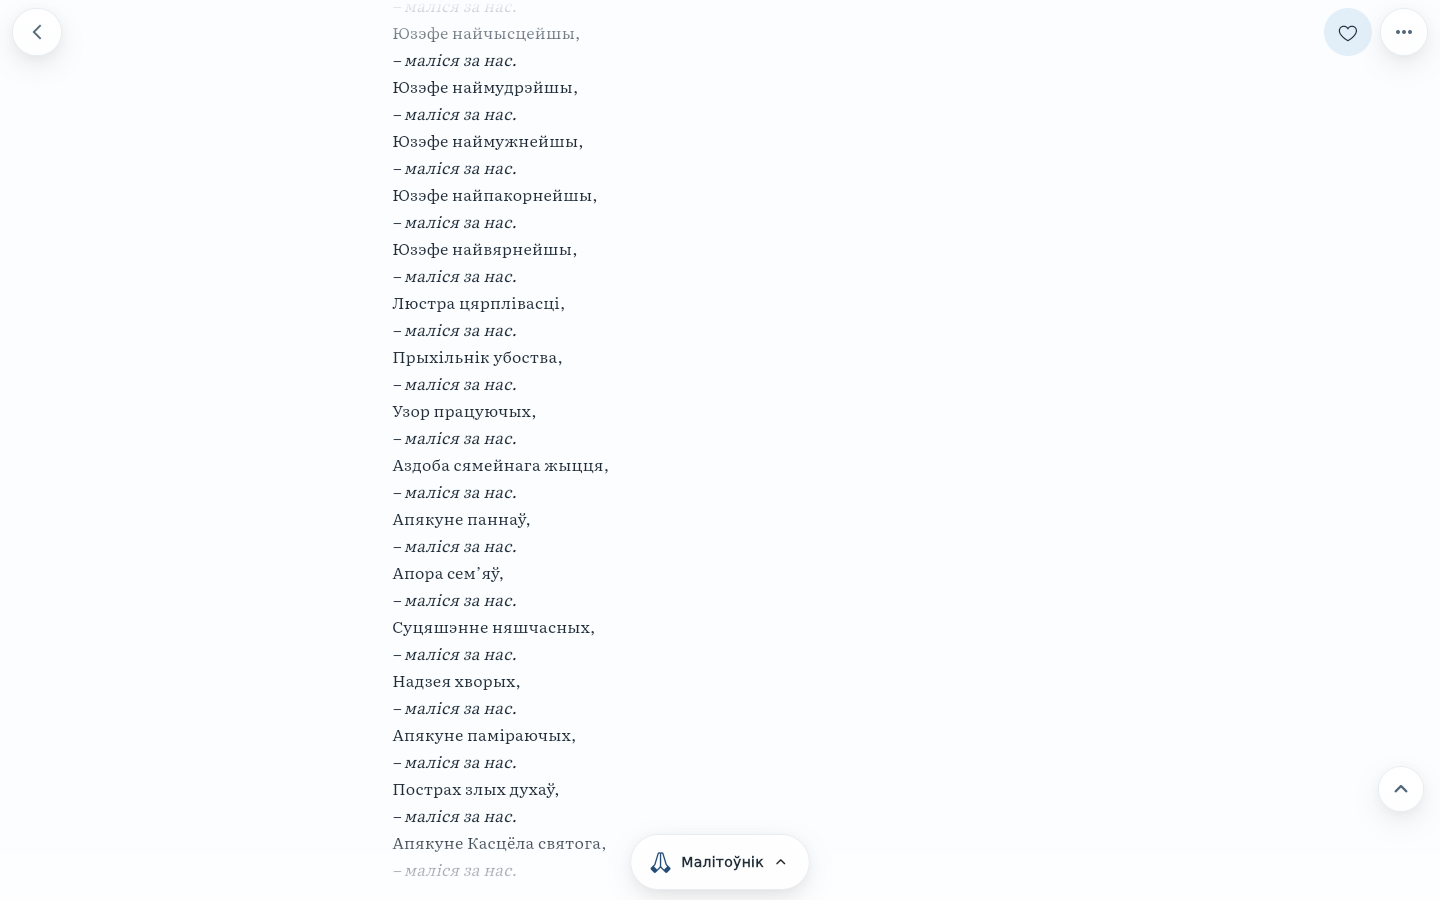 – маліся за нас.
Юзэфе найчысцейшы,
– маліся за нас.
Юзэфе наймудрэйшы,
– маліся за нас.
Юзэфе наймужнейшы,
– маліся за нас.
Юзэфе найпакорнейшы,
– маліся за нас.
Юзэфе найвярнейшы,
– маліся за нас.
Люстра цярплівасці,
– маліся за нас.
Прыхільнік убоства,
– маліся за нас.
Узор працуючых,
– маліся за нас.
Аздоба сямейнага жыцця,
– маліся за нас.
Апякуне паннаў,
– маліся за нас.
Апора сем’яў,
– маліся за нас.
Суцяшэнне няшчасных,
– маліся за нас.
Надзея хворых,
– маліся за нас.
Апякуне паміраючых,
– маліся за нас.
Пострах злых духаў,
– маліся за нас.
Апякуне Касцёла святога,
– маліся за нас.
Малітоўнік